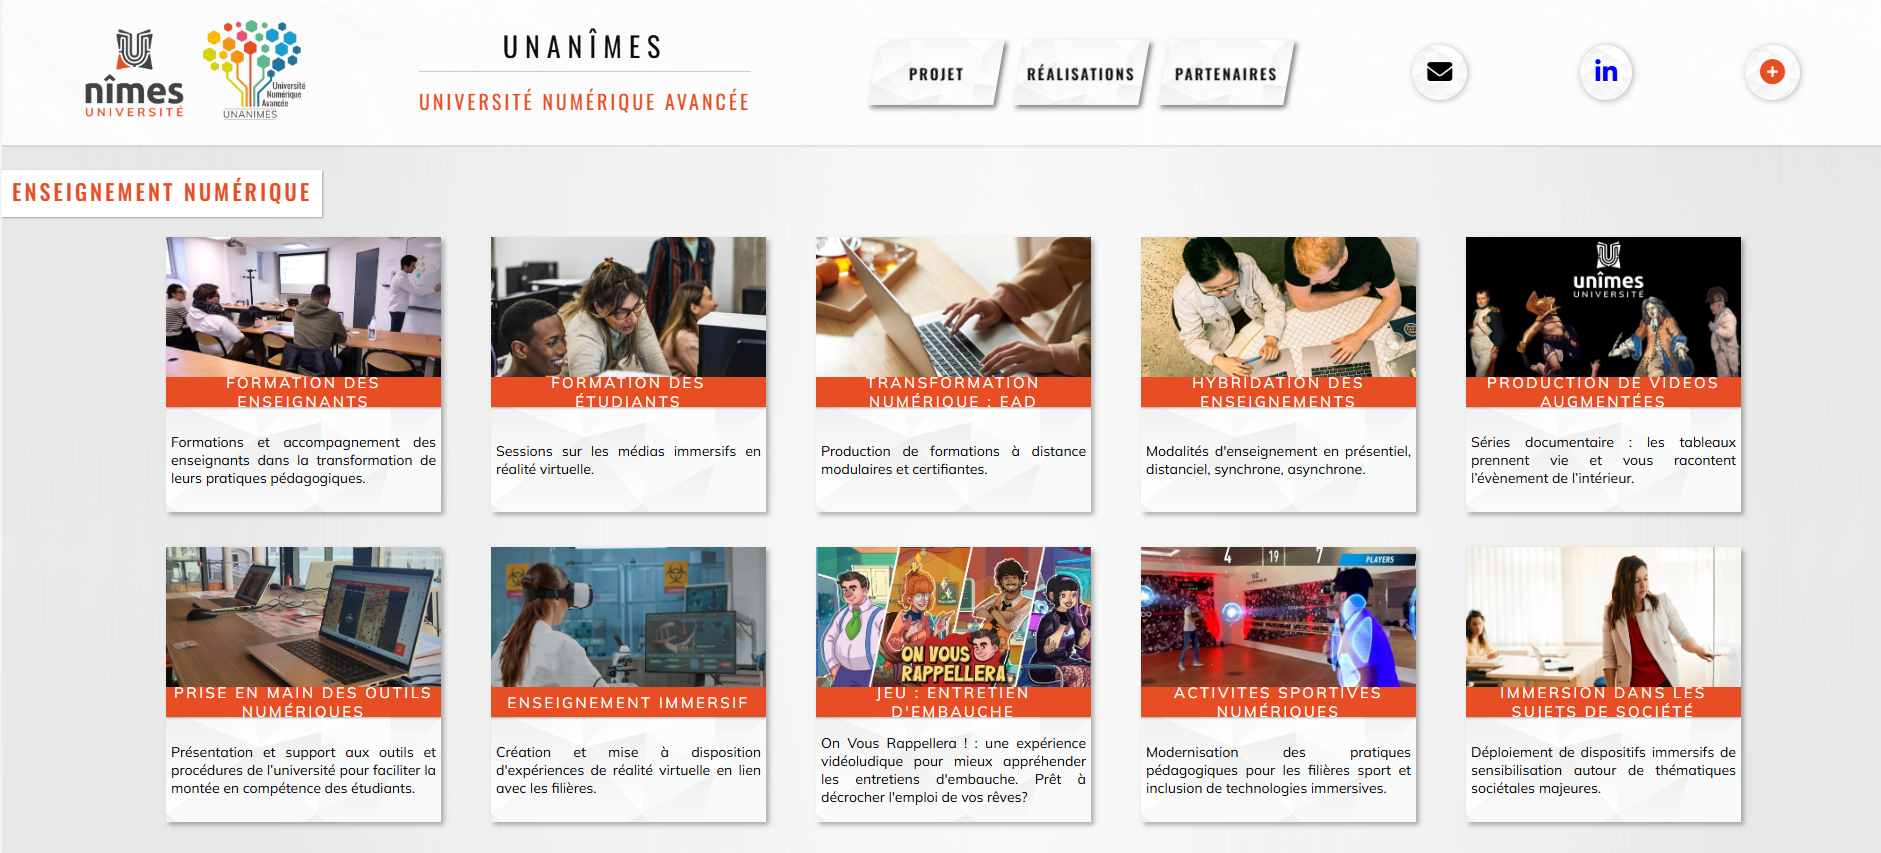 nîmes
UNIVERSITÉ
Université
Numérique
Avancée
UNANIMES
UNANÎMES
UNIVERSITÉ NUMÉRIQUE AVANCÉE
PROJET
RÉALISATIONS
PARTENAIRES
in
ENSEIGNEMENT NUMÉRIQUE
FORMATION DES
ENSEIGNANTS
Formations et accompagnement des
enseignants dans la transformation de
leurs pratiques pédagogiques.
FORMATION DES
ÉTUDIANTS
Sessions sur les médias immersifs en
réalité virtuelle.
TRANSFORMATION
NUMÉRIQUE : EAD
Production de formations à distance
modulaires et certifiantes.
HYBRIDATION DES
ENSEIGNEMENTS
Modalités d'enseignement en présentiel,
distanciel, synchrone, asynchrone.
unîmes
UNIVERSITÉ
PRODUCTION DE VIDEOS
AUGMENTÉES
Séries documentaire : les tableaux
prennent vie et vous racontent
l'évènement de l'intérieur.
PRISE EN MAIN DES OUTILS
NUMÉRIQUES
Présentation et support aux outils et
procédures de l'université pour faciliter la
montée en compétence des étudiants.
ENSEIGNEMENT IMMERSIF
Création et mise à disposition
d'expériences de réalité virtuelle en lien
avec les filières.
ON VOUS
RAPPELLERA
JEU : ENTRETIEN
D'EMBAUCHE
On Vous Rappellera ! : une expérience
vidéoludique pour mieux appréhender
les entretiens d'embauche. Prêt à
décrocher l'emploi de vos rêves?
4 19 7 PLAYERS
ACTIVITES SPORTIVES
NUMÉRIQUES
Modernisation des pratiques
pédagogiques pour les filières sport et
inclusion de technologies immersives.
IMMERSION DANS LES
SUJETS DE SOCIÉTÉ
Déploiement de dispositifs immersifs de
sensibilisation autour de thématiques
sociétales majeures.